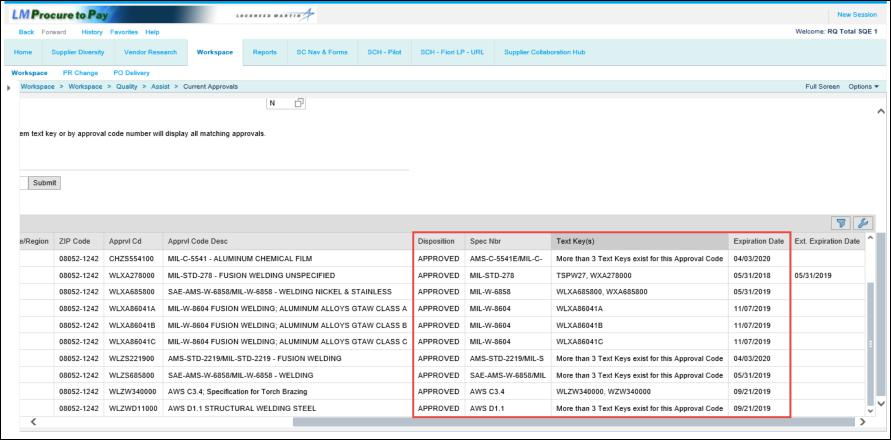 LM Procure to Pay
LOCKHEED MARTIN
New Session
Back Forward History Favorites Help
Welcome: RQ Total SQE 1
Home Supplier Diversity Vendor Research Workspace Reports SC Nav & Forms SCH - Pilot SCH - Fiori LP - URL Supplier Collaboration Hub
Workspace PR Change PO Delivery
Workspace > Workspace > Quality > Assist > Current Approvals
Full Screen Options
N
em text key or by approval code number will display all matching approvals.
Submit
e/Region ZIP Code Apprvl Cd Apprvl Code Desc Disposition Spec Nbr Text Key(s) Expiration Date Ext. Expiration Date
08052-1242 CHZS554100 MIL-C-5541 - ALUMINUM CHEMICAL FILM APPROVED AMS-C-5541E/MIL-C- More than 3 Text Keys exist for this Approval Code 04/03/2020
08052-1242 WLXA278000 MIL-STD-278 - FUSION WELDING UNSPECIFIED APPROVED MIL-STD-278 TSPW27, WXA278000 05/31/2018 05/31/2019
08052-1242 WLXA685800 SAE-AMS-W-6858/MIL-W-6858 - WELDING NICKEL & STAINLESS APPROVED MIL-W-6858 WLXA685800, WXA685800 05/31/2019
08052-1242 WLXA86041A MIL-W-8604 FUSION WELDING; ALUMINUM ALLOYS GTAW CLASS A APPROVED MIL-W-8604 WLXA86041A 11/07/2019
08052-1242 WLXA86041B MIL-W-8604 FUSION WELDING; ALUMINUM ALLOYS GTAW CLASS B APPROVED MIL-W-8604 WLXA86041B 11/07/2019
08052-1242 WLXA86041C MIL-W-8604 FUSION WELDING; ALUMINUM ALLOYS GTAW CLASS C APPROVED MIL-W-8604 WLXA86041C 11/07/2019
08052-1242 WLZS221900 AMS-STD-2219/MIL-STD-2219 - FUSION WELDING APPROVED AMS-STD-2219/MIL-S More than 3 Text Keys exist for this Approval Code 04/03/2020
08052-1242 WLZS685800 SAE-AMS-W-6858/MIL-W-6858 - WELDING APPROVED SAE-AMS-W-6858/MIL More than 3 Text Keys exist for this Approval Code 05/31/2019
08052-1242 WLZW340000 AWS C3.4; Specification for Torch Brazing APPROVED AWS C3.4 WLZW340000, WZW340000 09/21/2019
08052-1242 WLZWD11000 AWS D1.1 STRUCTURAL WELDING STEEL APPROVED AWS D1.1 More than 3 Text Keys exist for this Approval Code 09/21/2019